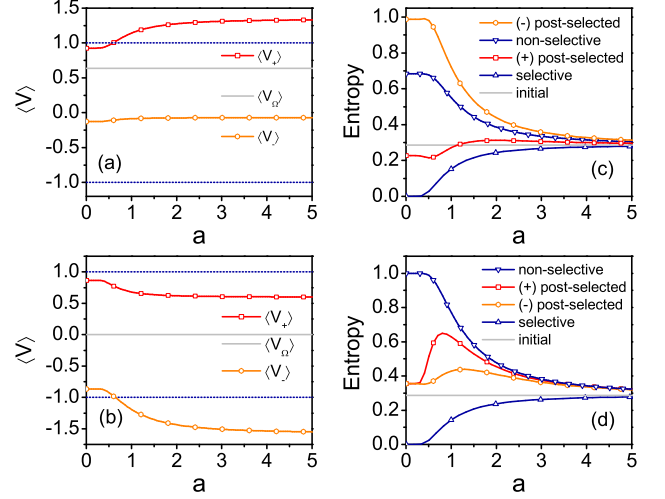 (a)
⟨V⟩
1.5
1.0
0.5
0.0
-0.5
-1.0
⟨V₊⟩
⟨V_Ω⟩
⟨V₋⟩
0 1 2 3 4 5
a
(c)
Entropy
1.0
0.8
0.6
0.4
0.2
0.0
(-) post-selected
non-selective
(+) post-selected
selective
initial
0 1 2 3 4 5
a
(b)
⟨V⟩
1.0
0.5
0.0
-0.5
-1.0
-1.5
⟨V₊⟩
⟨V_Ω⟩
⟨V₋⟩
0 1 2 3 4 5
a
(d)
Entropy
1.0
0.8
0.6
0.4
0.2
0.0
non-selective
(+) post-selected
(-) post-selected
selective
initial
0 1 2 3 4 5
a